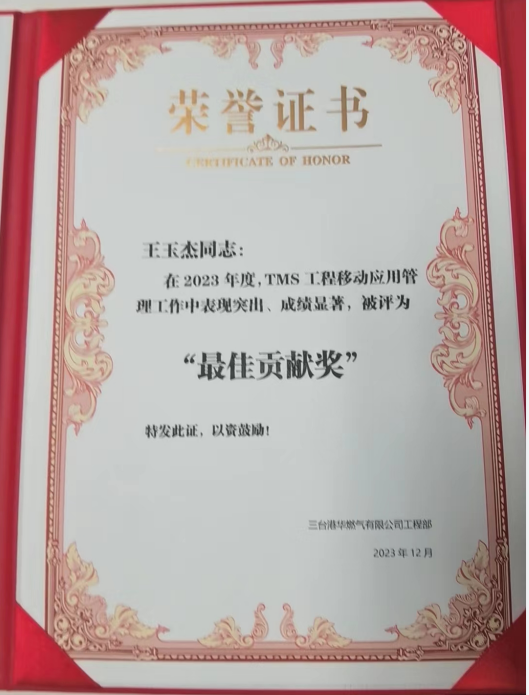 荣誉证书
CERTIFICATE OF HONOR
王玉杰同志:
在 2023 年度, TMS 工程移动应用管
理工作中表现突出、成绩显著，被评为
“最佳贡献奖”
特发此证，以资鼓励!
三台港华燃气有限公司工程部
2023 年 12 月